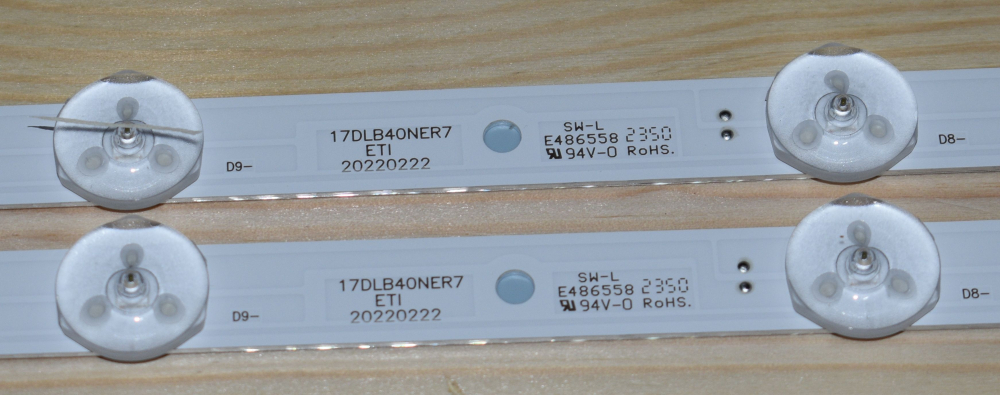 D9-
17DLB40NER7
ETI
20220222
SW-L
E486558 2350
94V-0 RoHS.
D8-
D9-
17DLB40NER7
ETI
20220222
SW-L
E486558 2350
94V-0 RoHS.
D8-